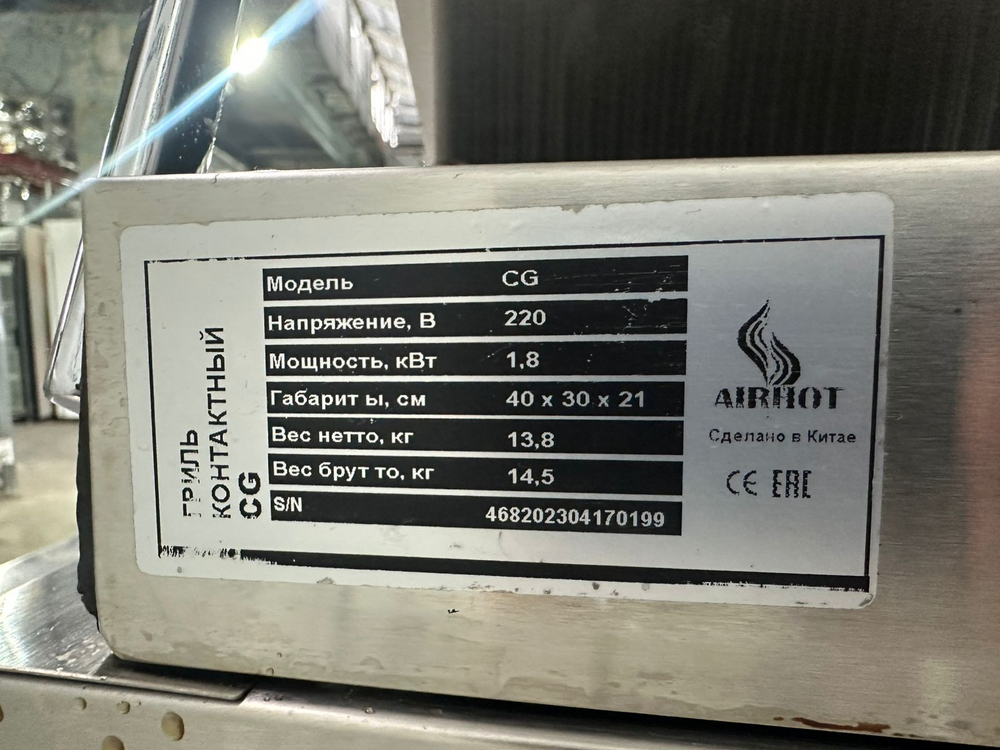 ГРИЛЬ
КОНТАКТНЫЙ
CG
Модель CG
Напряжение, В 220
Мощность, кВт 1,8
Габарит ы, см 40 x 30 x 21
Вес нетто, кг 13,8
Вес брут то, кг 14,5
S/N 468202304170199
AIRHOT
Сделано в Китае
CE EAC